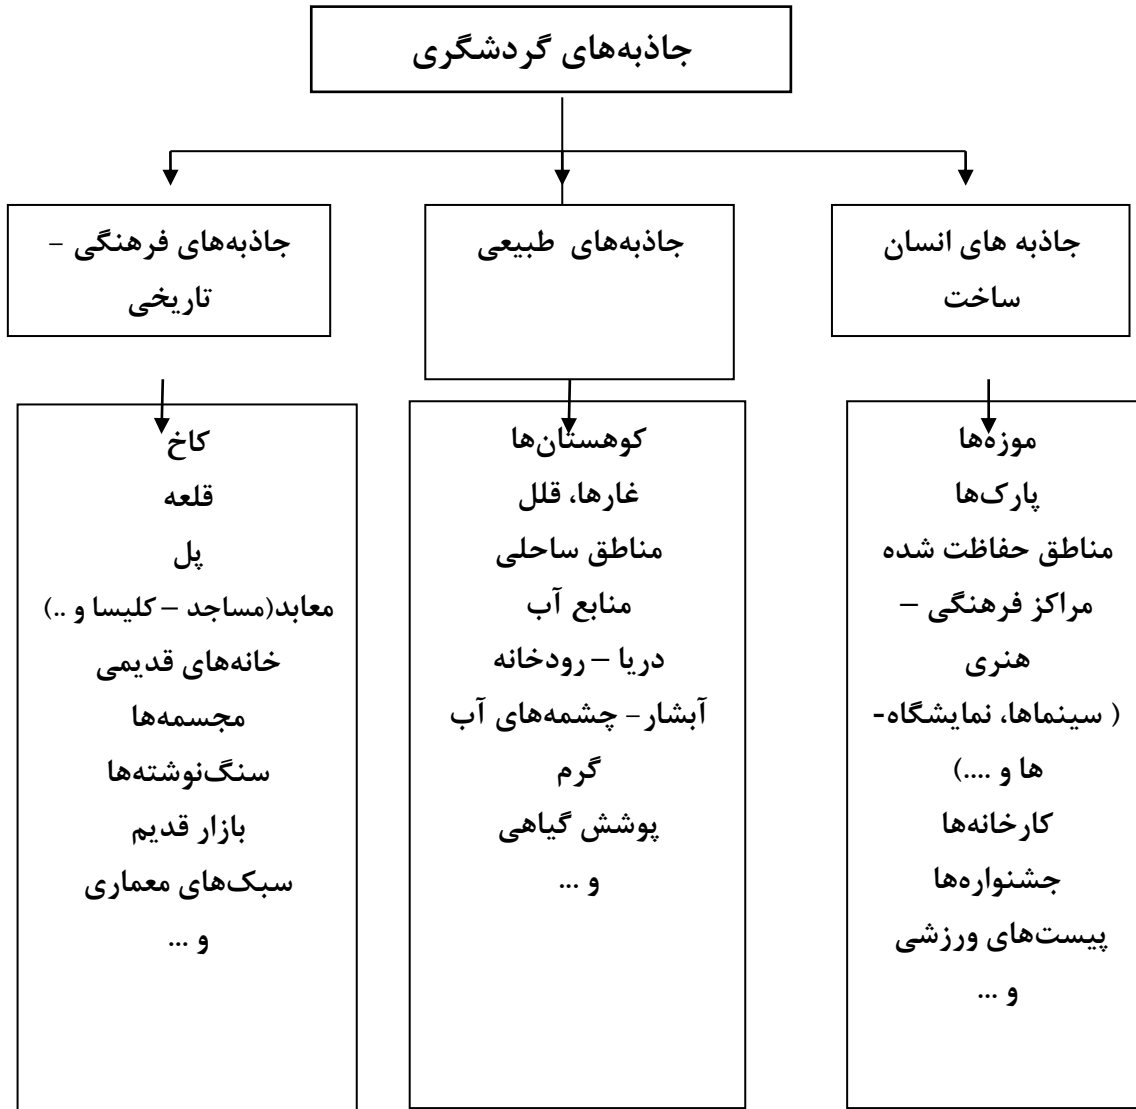 جاذبه‌های گردشگری
جاذبه های انسان
ساخت
جاذبه‌های طبیعی
جاذبه‌های فرهنگی –
تاریخی
موزه‌ها
پارک‌ها
مناطق حفاظت شده
مراکز فرهنگی –
هنری
( سینماها، نمایشگاه-
ها و ....)
کارخانه‌ها
جشنواره‌ها
پیست‌های ورزشی
و ...
کوهستان‌ها
غارها، قلل
مناطق ساحلی
منابع آب
دریا – رودخانه
آبشار – چشمه‌های آب
گرم
پوشش گیاهی
و ...
کاخ
قلعه
پل
معابد(مساجد – کلیسا و ..)
خانه‌های قدیمی
مجسمه‌ها
سنگ‌نوشته‌ها
بازار قدیم
سبک‌های معماری
و ...